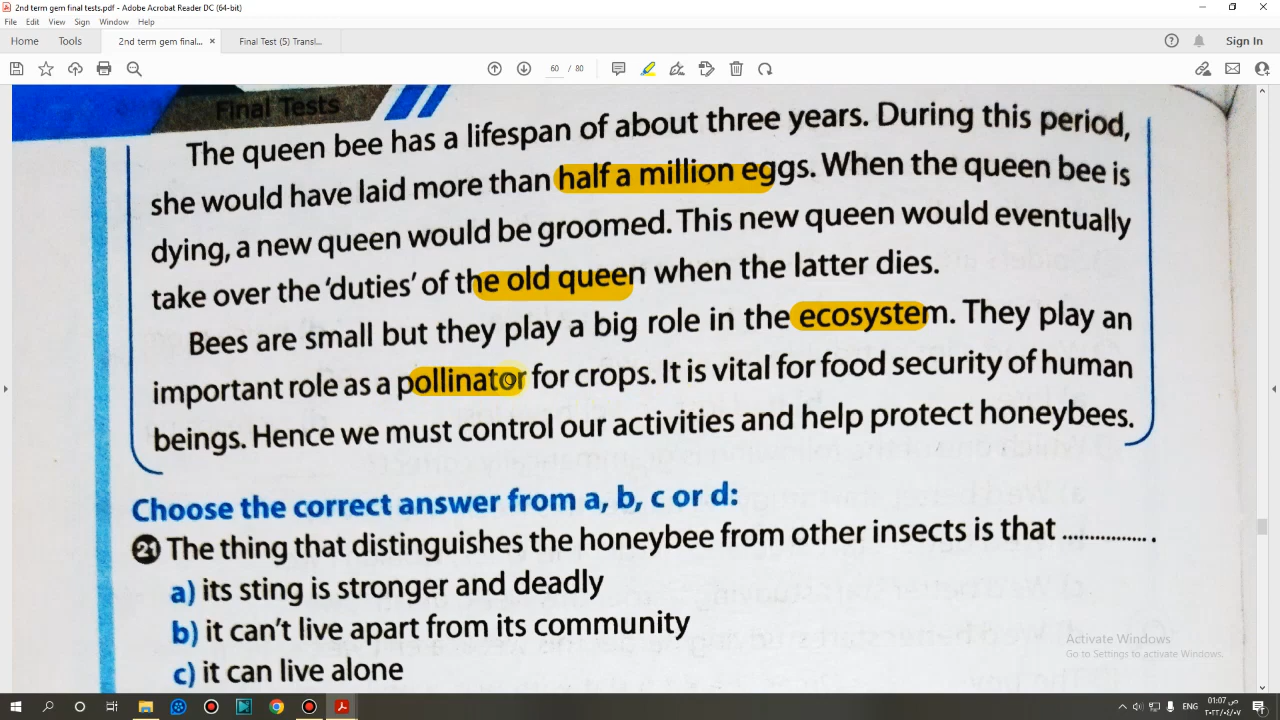 2nd term gem final tests.pdf - Adobe Acrobat Reader DC (64-bit)
File Edit View Sign Window Help
Home Tools 2nd term gem final... × Final Test (5) Transl... Sign In
60 / 80
Final Tests
The queen bee has a lifespan of about three years. During this period,
she would have laid more than half a million eggs. When the queen bee is
dying, a new queen would be groomed. This new queen would eventually
take over the ‘duties’ of the old queen when the latter dies.
Bees are small but they play a big role in the ecosystem. They play an
important role as a pollinator for crops. It is vital for food security of human
beings. Hence we must control our activities and help protect honeybees.
Choose the correct answer from a, b, c or d:
21 The thing that distinguishes the honeybee from other insects is that ................ .
a) its sting is stronger and deadly
b) it can’t live apart from its community
c) it can live alone
Activate Windows
Go to Settings to activate Windows.
ENG
01:07 ص
٢٠٢٢/٠٤/٠٧